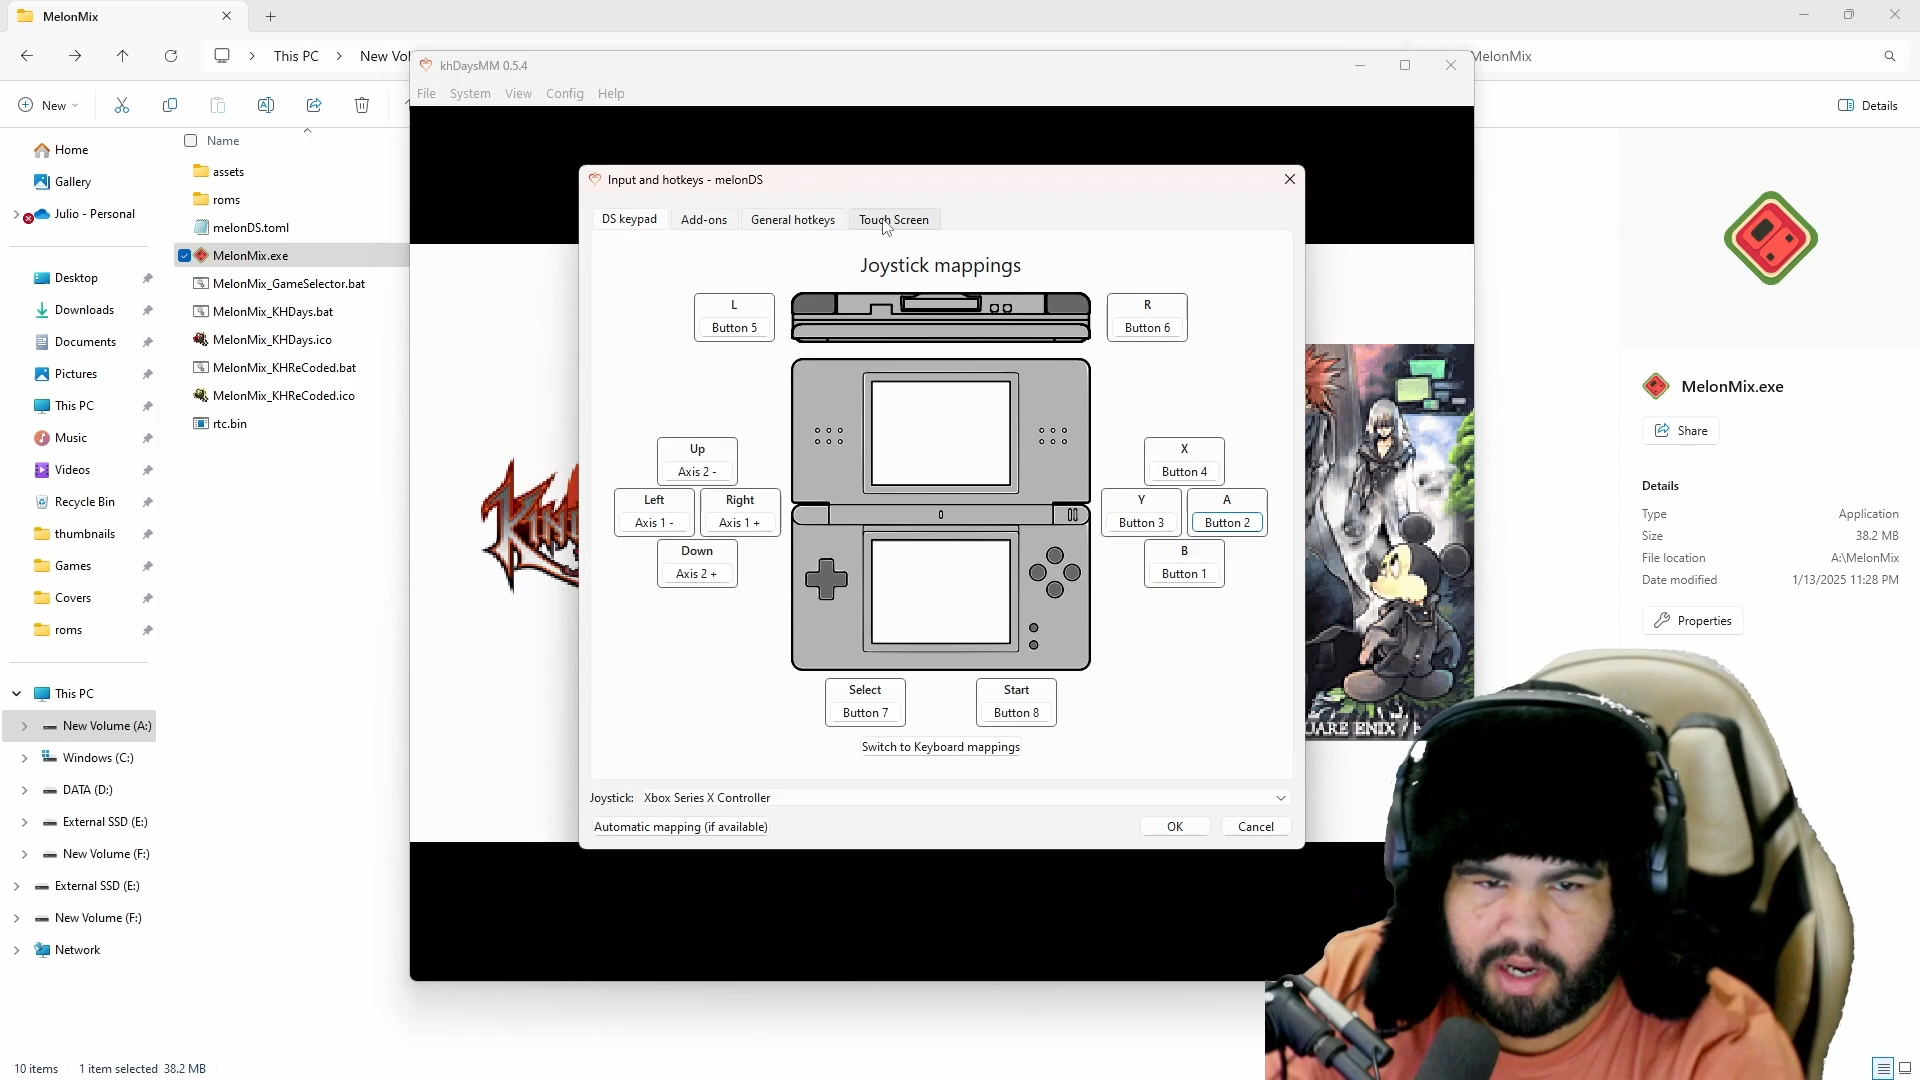 MelonMix
This PC
New Vol
MelonMix
New
Details
Name
Home
Gallery
Julio - Personal
Desktop
Downloads
Documents
Pictures
This PC
Music
Videos
Recycle Bin
thumbnails
Games
Covers
roms
This PC
New Volume (A:)
Windows (C:)
DATA (D:)
External SSD (E:)
New Volume (F:)
External SSD (E:)
New Volume (F:)
Network
assets
roms
melonDS.toml
MelonMix.exe
MelonMix_GameSelector.bat
MelonMix_KHDays.bat
MelonMix_KHDays.ico
MelonMix_KHReCoded.bat
MelonMix_KHReCoded.ico
rtc.bin
khDaysMM 0.5.4
File System View Config Help
Input and hotkeys - melonDS
DS keypad Add-ons General hotkeys Touch Screen
Joystick mappings
L
Button 5
R
Button 6
Up
Axis 2 -
Left
Axis 1 -
Right
Axis 1 +
Down
Axis 2 +
X
Button 4
Y
Button 3
A
Button 2
B
Button 1
Select
Button 7
Start
Button 8
Switch to Keyboard mappings
Joystick: Xbox Series X Controller
Automatic mapping (if available)
OK
Cancel
MelonMix.exe
Share
Details
Type Application
Size 38.2 MB
File location A:\MelonMix
Date modified 1/13/2025 11:28 PM
Properties
10 items 1 item selected 38.2 MB